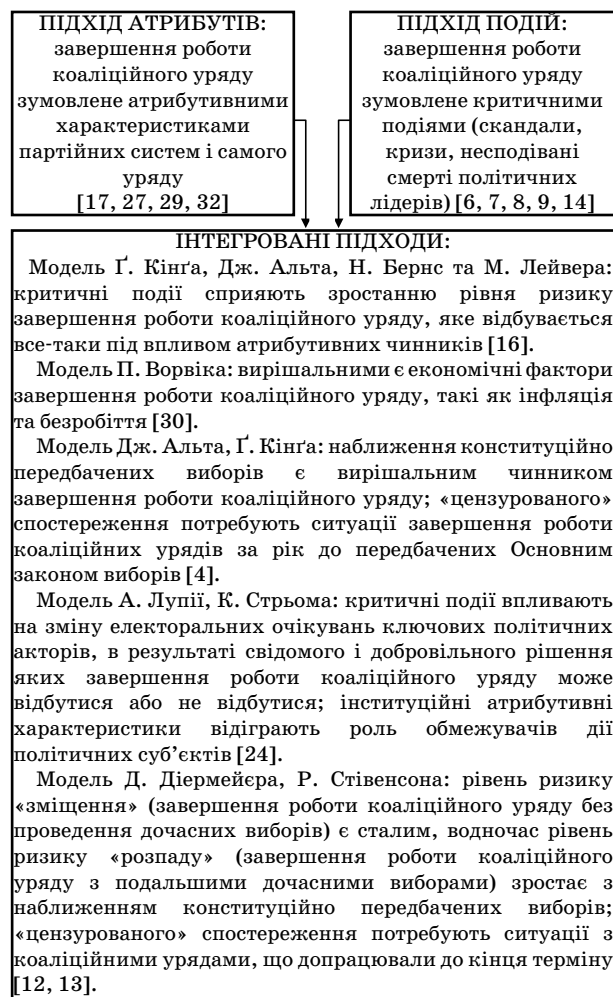 ПІДХІД АТРИБУТІВ:
завершення роботи
коаліційного уряду
зумовлене атрибутивними
характеристиками
партійних систем і самого
уряду
[17, 27, 29, 32]
ПІДХІД ПОДІЙ:
завершення роботи
коаліційного уряду
зумовлене критичними
подіями (скандали,
кризи, несподівані
смерті політичних
лідерів) [6, 7, 8, 9, 14]
ІНТЕГРОВАНІ ПІДХОДИ:
Модель Ґ. Кінґа, Дж. Альта, Н. Бернс та М. Лейвера:
критичні події сприяють зростанню рівня ризику
завершення роботи коаліційного уряду, яке відбувається
все-таки під впливом атрибутивних чинників [16].
Модель П. Ворвіка: вирішальними є економічні фактори
завершення роботи коаліційного уряду, такі як інфляція
та безробіття [30].
Модель Дж. Альта, Ґ. Кінґа: наближення конституційно
передбачених виборів є вирішальним чинником
завершення роботи коаліційного уряду; «цензурованого»
спостереження потребують ситуації завершення роботи
коаліційних урядів за рік до передбачених Основним
законом виборів [4].
Модель А. Лупії, К. Стрьома: критичні події впливають
на зміну електоральних очікувань ключових політичних
акторів, в результаті свідомого і добровільного рішення
яких завершення роботи коаліційного уряду може
відбутися або не відбутися; інституційні атрибутивні
характеристики відіграють роль обмежувачів дії
політичних суб’єктів [24].
Модель Д. Діермейєра, Р. Стівенсона: рівень ризику
«зміщення» (завершення роботи коаліційного уряду без
проведення дочасних виборів) є сталим, водночас рівень
ризику «розпаду» (завершення роботи коаліційного
уряду з подальшими дочасними виборами) зростає з
наближенням конституційно передбачених виборів;
«цензурованого» спостереження потребують ситуації з
коаліційними урядами, що допрацювали до кінця терміну
[12, 13].